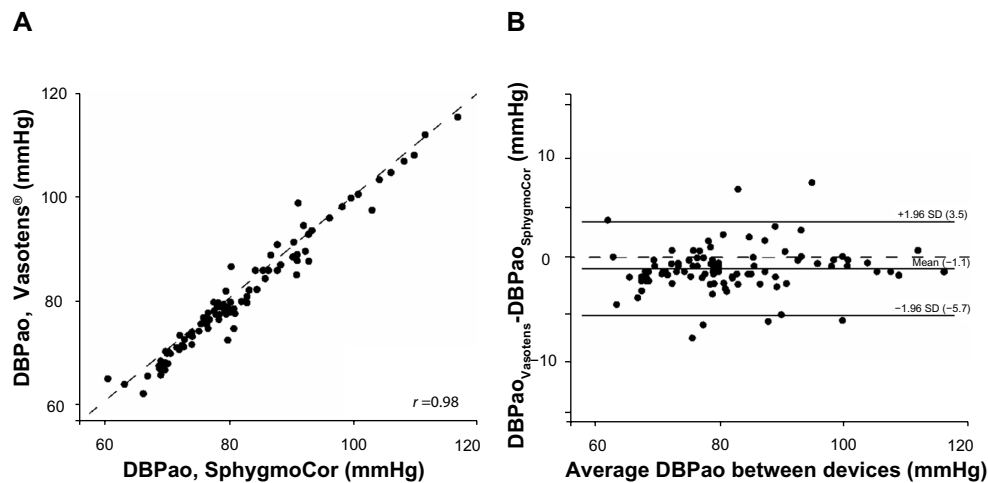 A
B
120
100
80
60
DBPao, Vasotens® (mmHg)
r=0.98
60
80
100
120
DBPao, SphygmoCor (mmHg)
10
0
−10
DBPaoVasotens-DBPaoSphygmoCor (mmHg)
+1.96 SD (3.5)
Mean (−1.1)
−1.96 SD (−5.7)
60
80
100
120
Average DBPao between devices (mmHg)